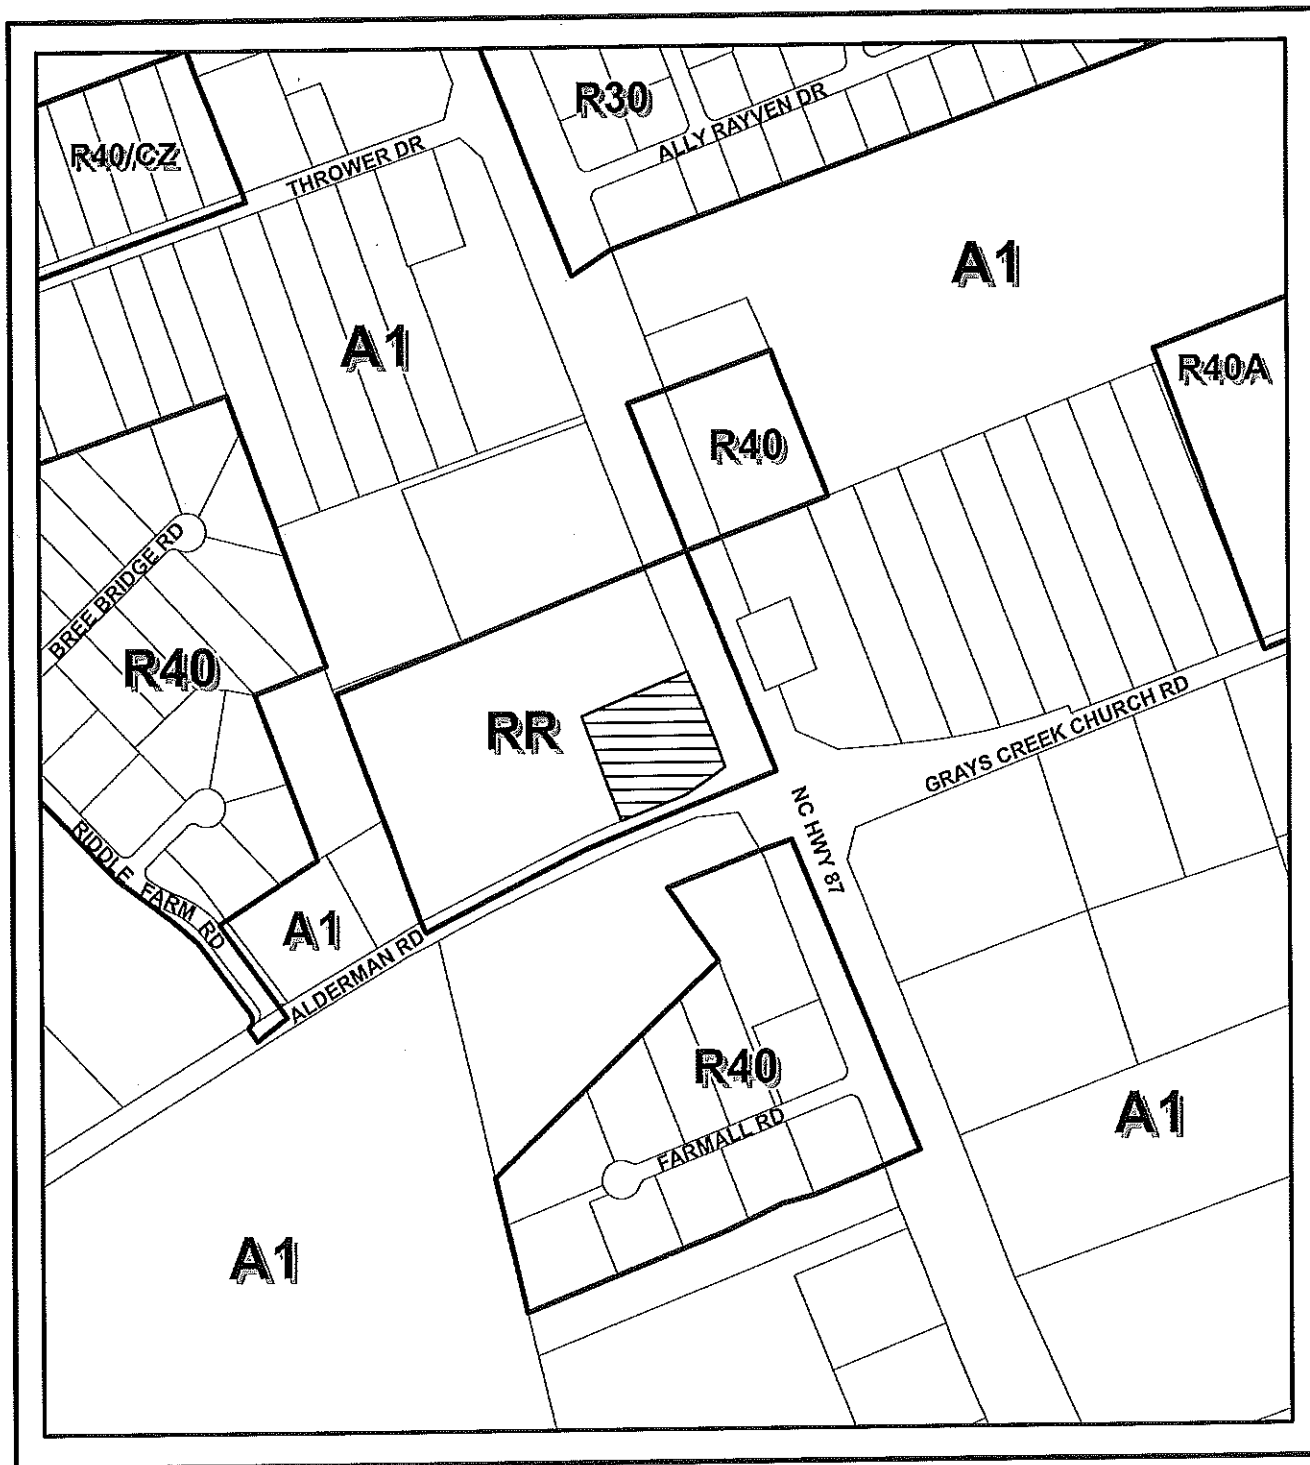 R30
R40/CZ
ALLY RAYVEN DR
THROWER DR
A1
A1
R40A
R40
BREE BRIDGE RD
R40
RR
GRAYS CREEK CHURCH RD
NC HWY 87
RIDDLE FARM RD
A1
ALDERMAN RD
R40
FARMALL RD
A1
A1